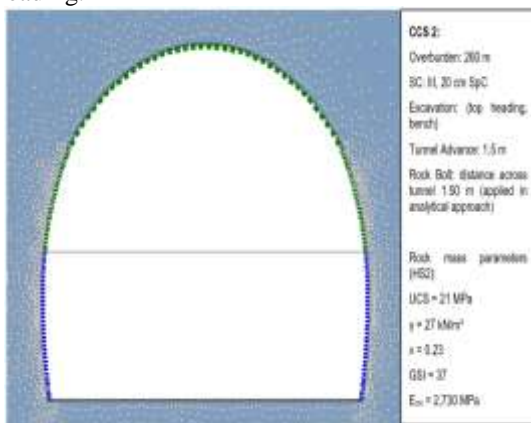 eading.
CCS 2:
Overburden: 260 m
SC: III, 20 cm SpC
Excavation: (top heading,
bench)
Tunnel Advance: 1.5 m
Rock Bolt: distance across
tunnel 1.50 m (applied in
analytical approach)
Rock mass parameters
(HS2)
UCS = 21 MPa
γ = 27 kN/m³
= 0.23
GSI = 37
= 2,730 MPa